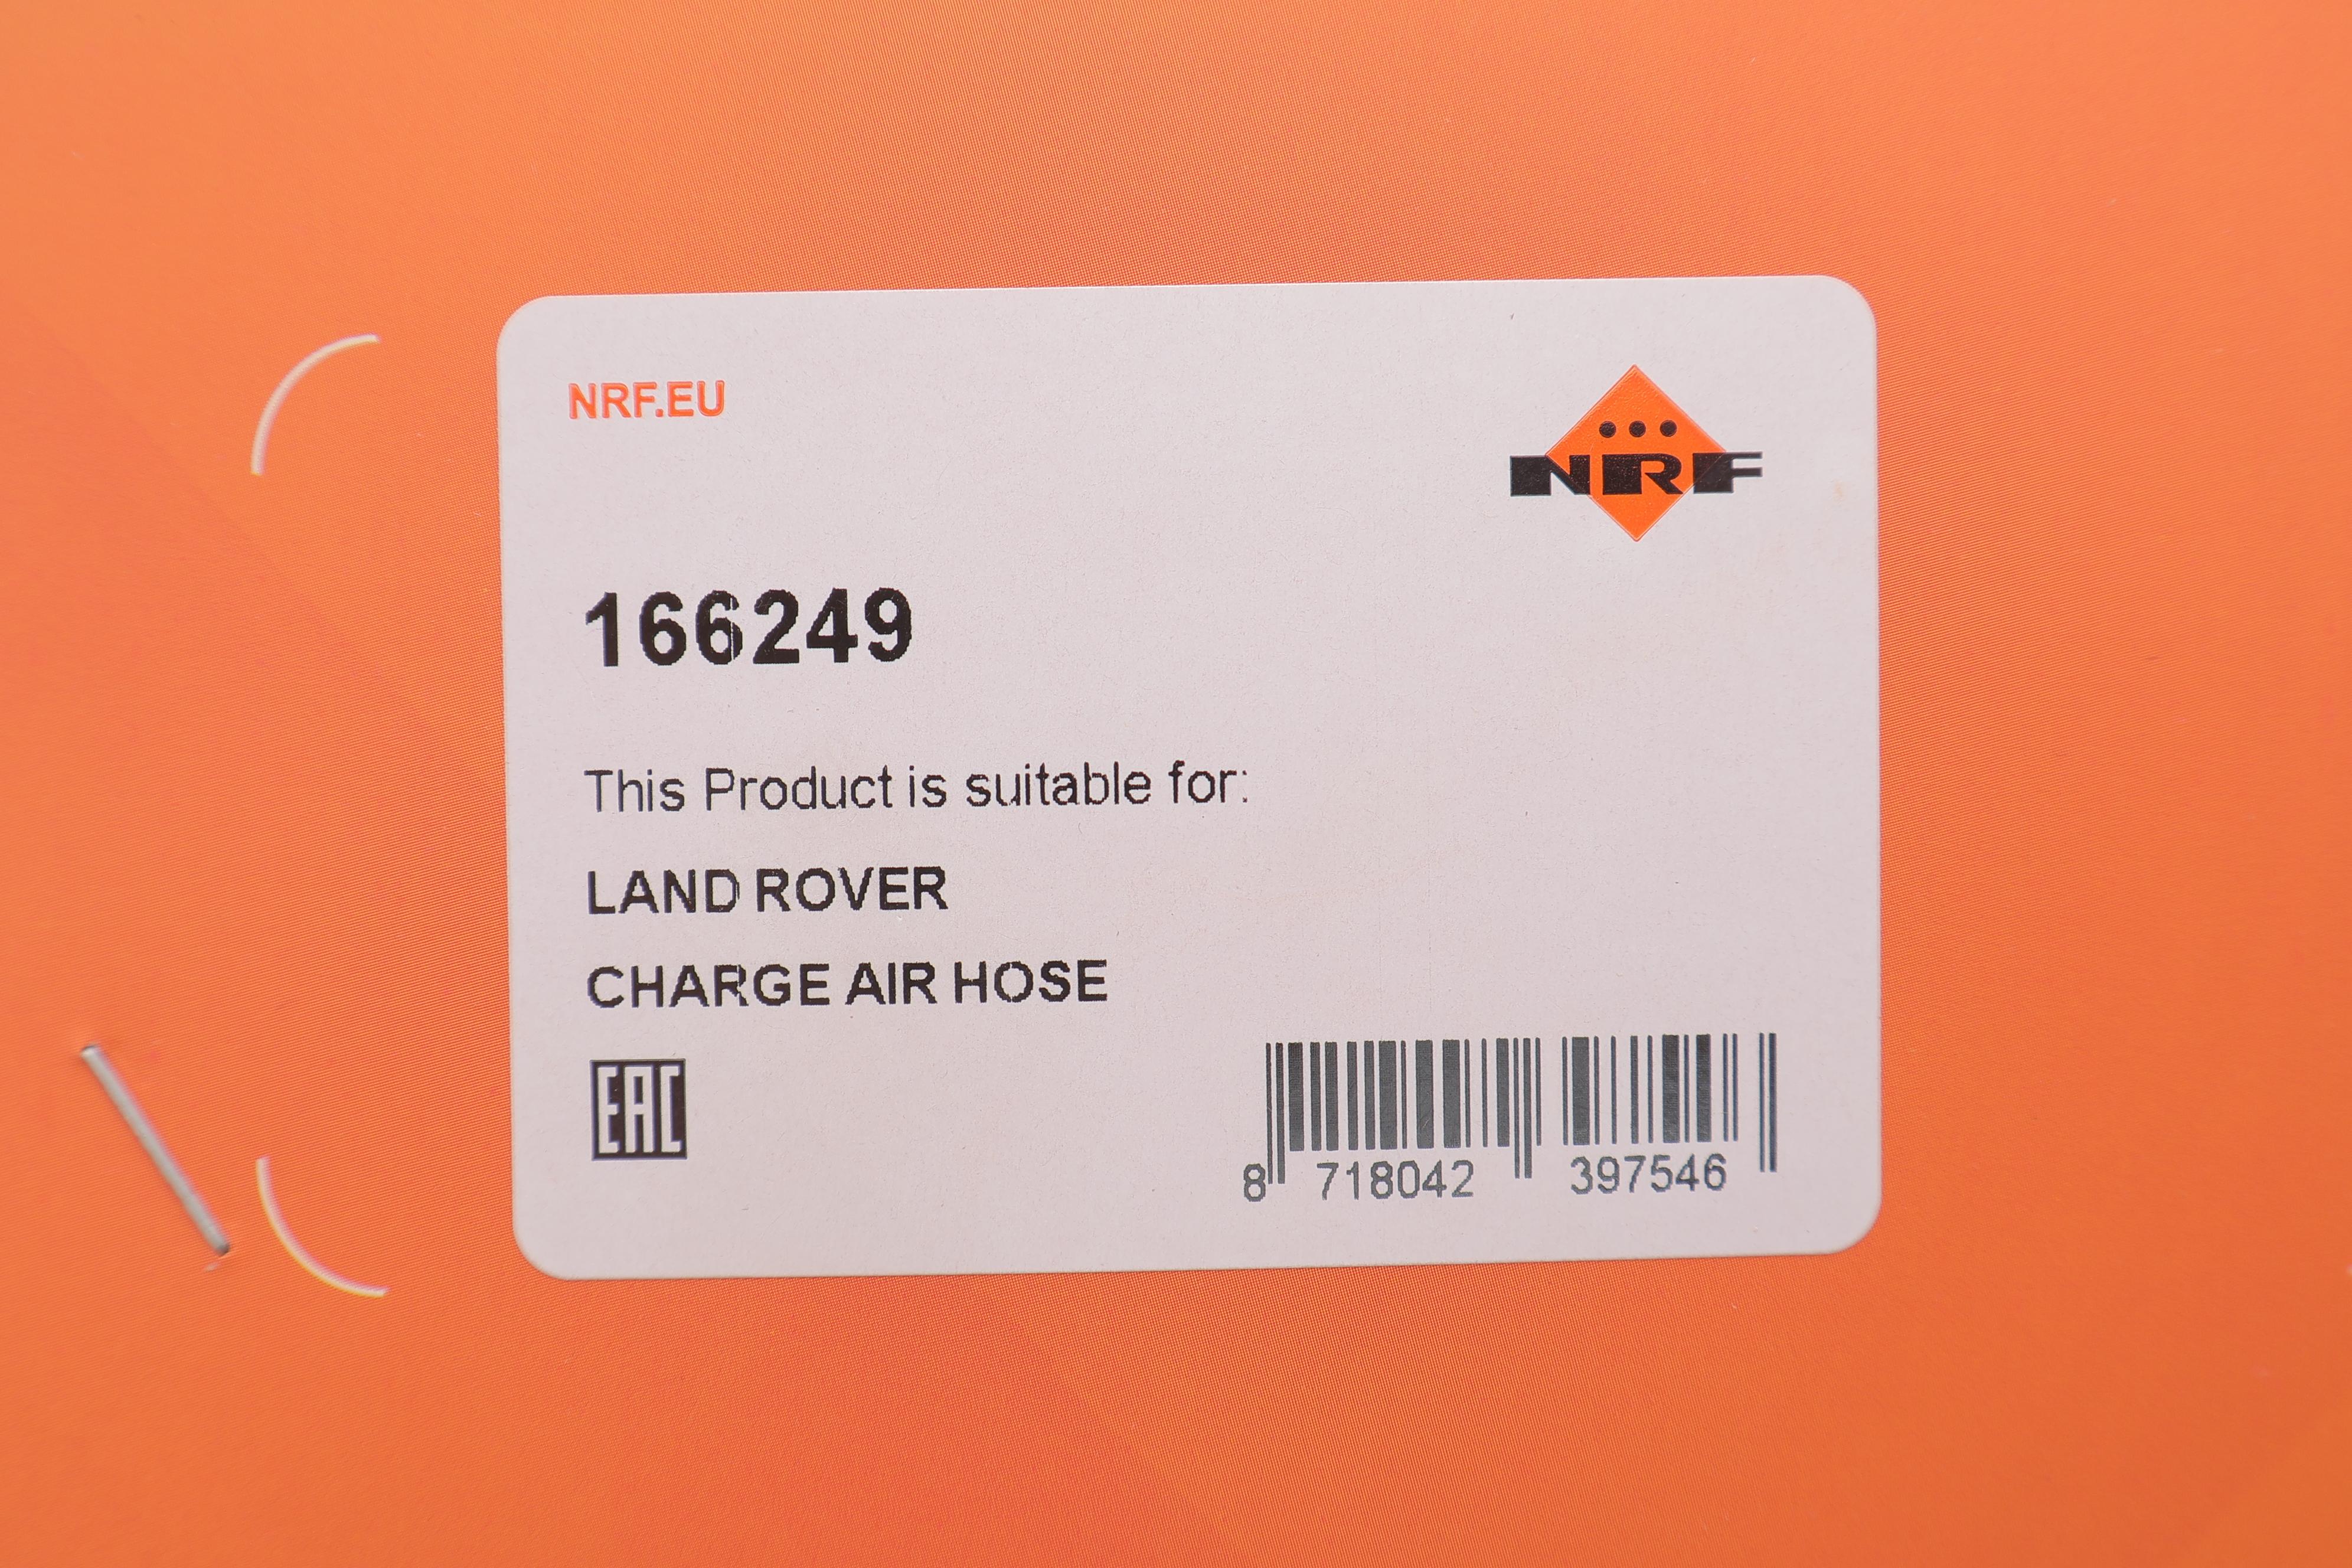 NRF.EU
NRF
166249
This Product is suitable for:
LAND ROVER
CHARGE AIR HOSE
EAC
8 718042 397546